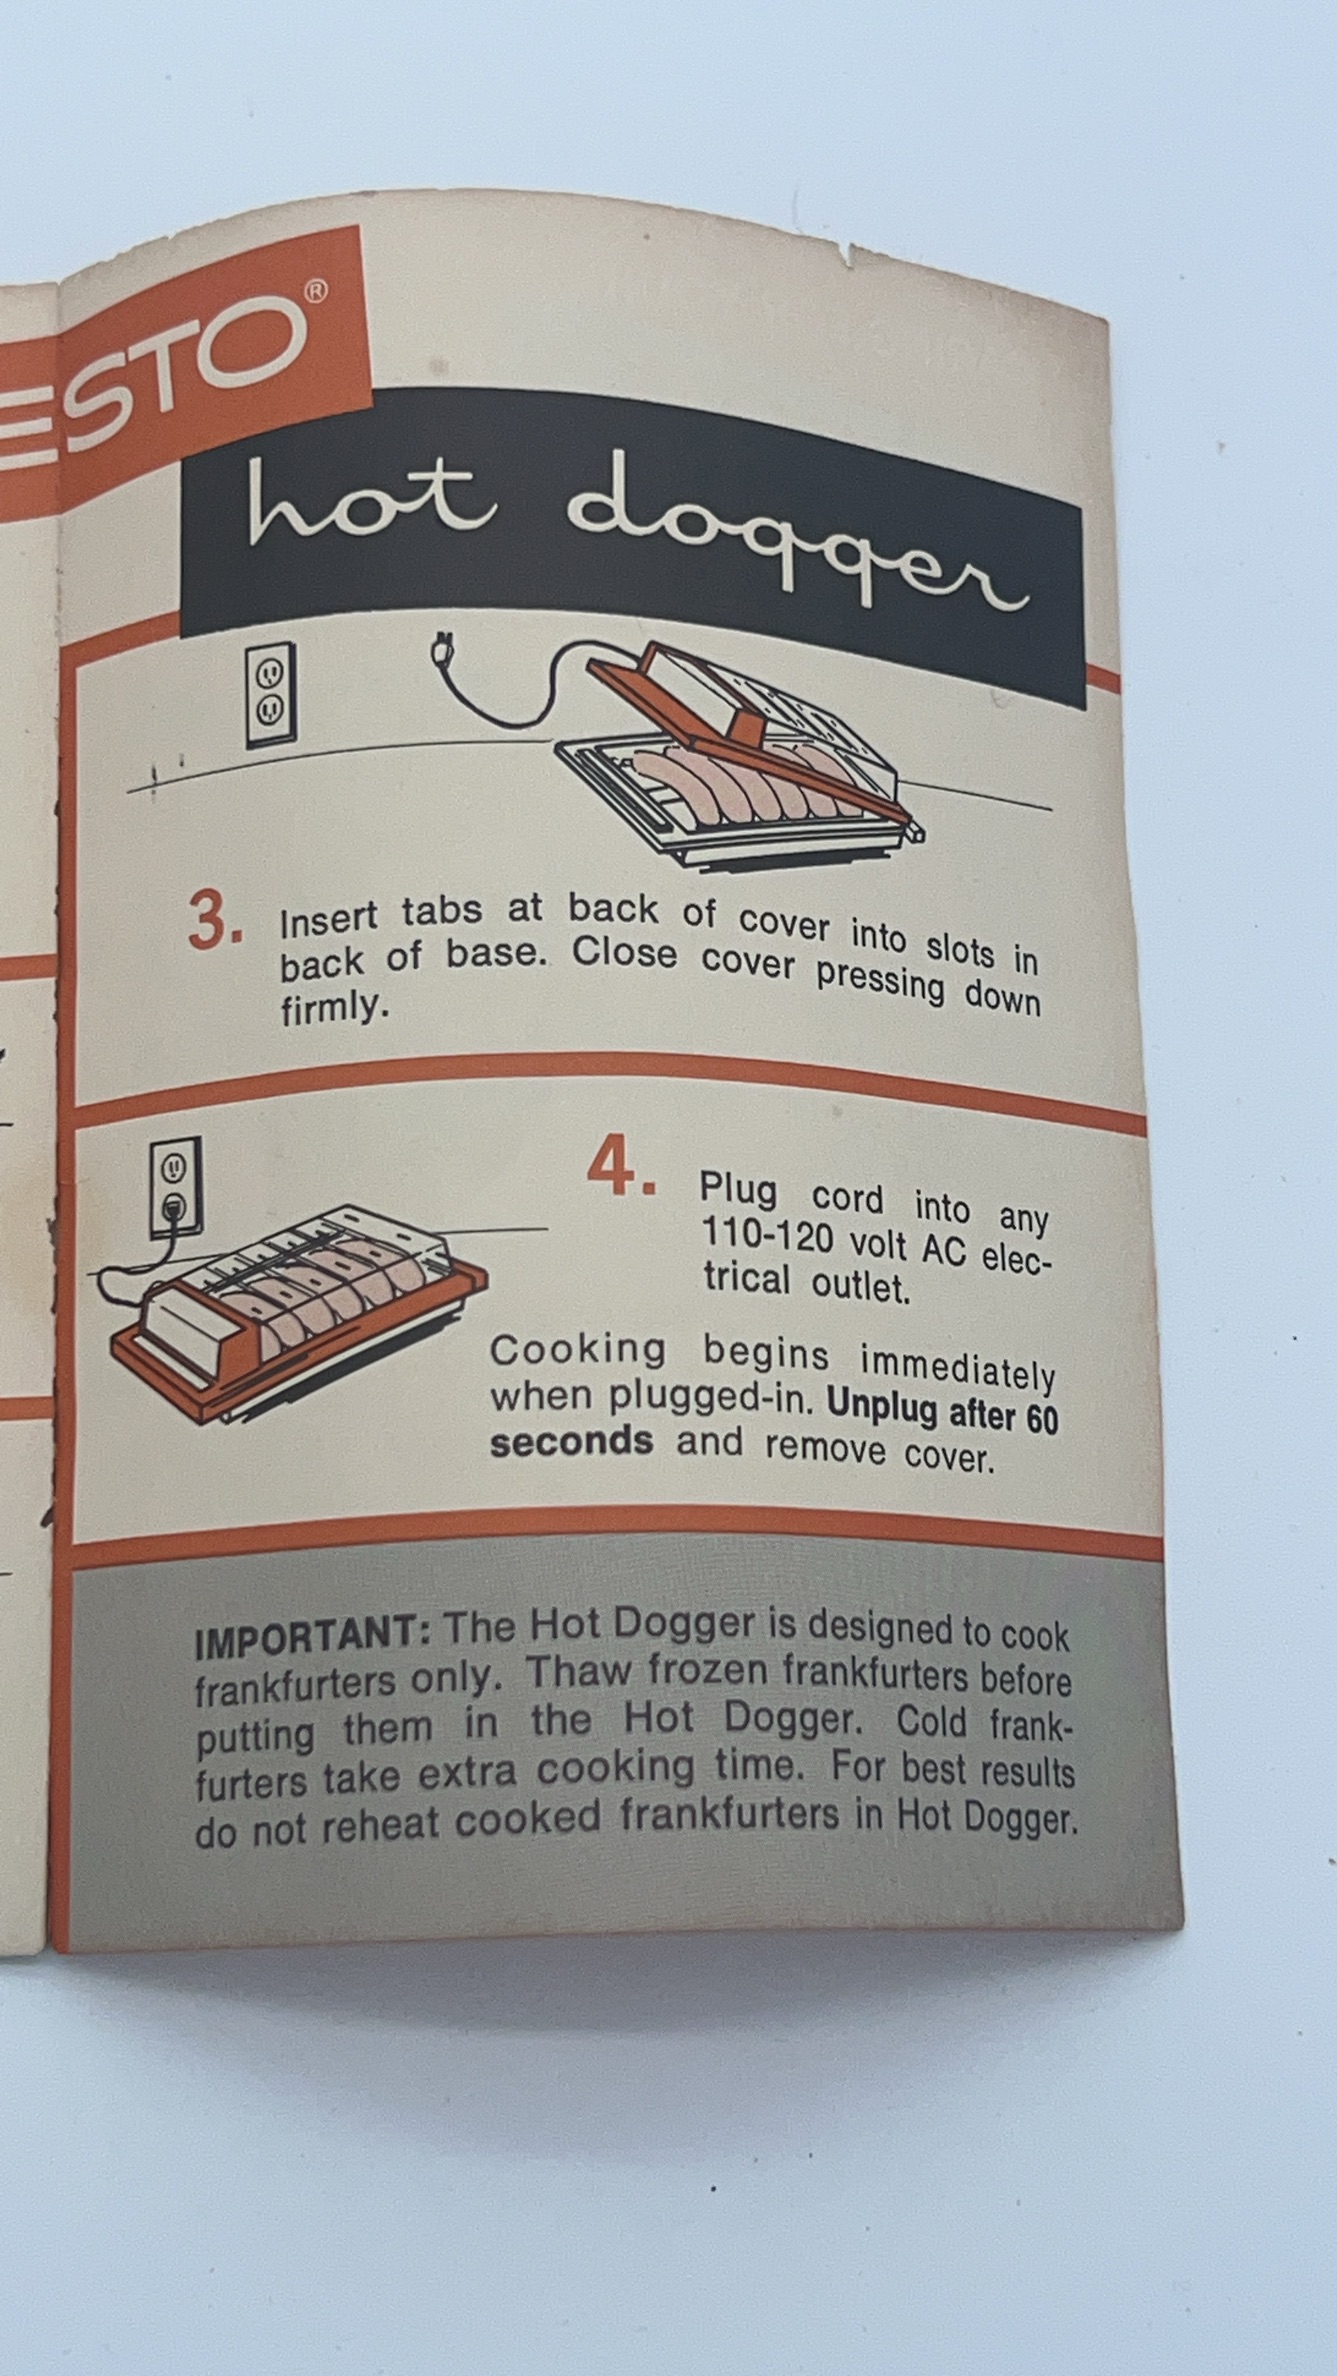 ESTO®
hot dogger
3. Insert tabs at back of cover into slots in
back of base. Close cover pressing down
firmly.
4. Plug cord into any
110-120 volt AC elec-
trical outlet.
Cooking begins immediately
when plugged-in. Unplug after 60
seconds and remove cover.
IMPORTANT: The Hot Dogger is designed to cook
frankfurters only. Thaw frozen frankfurters before
putting them in the Hot Dogger. Cold frank-
furters take extra cooking time. For best results
do not reheat cooked frankfurters in Hot Dogger.